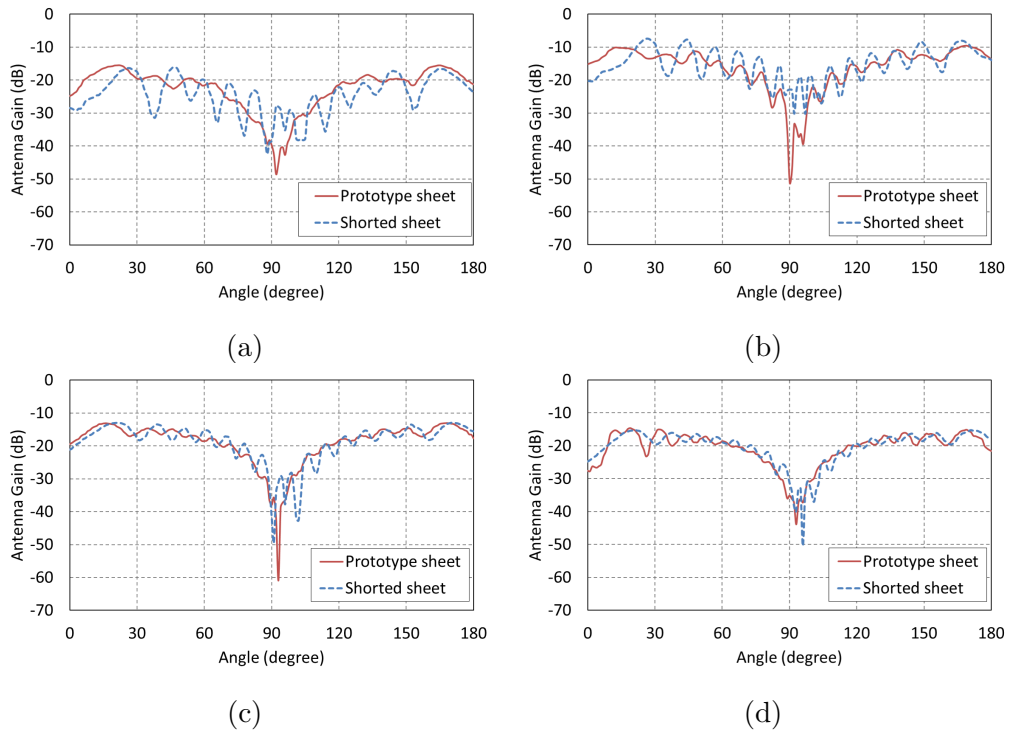 0
-10
-20
-30
-40
-50
-60
-70
Antenna Gain (dB)
0 30 60 90 120 150 180
Angle (degree)
Prototype sheet
Shorted sheet
(a)
0
-10
-20
-30
-40
-50
-60
-70
Antenna Gain (dB)
0 30 60 90 120 150 180
Angle (degree)
Prototype sheet
Shorted sheet
(b)
0
-10
-20
-30
-40
-50
-60
-70
Antenna Gain (dB)
0 30 60 90 120 150 180
Angle (degree)
Prototype sheet
Shorted sheet
(c)
0
-10
-20
-30
-40
-50
-60
-70
Antenna Gain (dB)
0 30 60 90 120 150 180
Angle (degree)
Prototype sheet
Shorted sheet
(d)